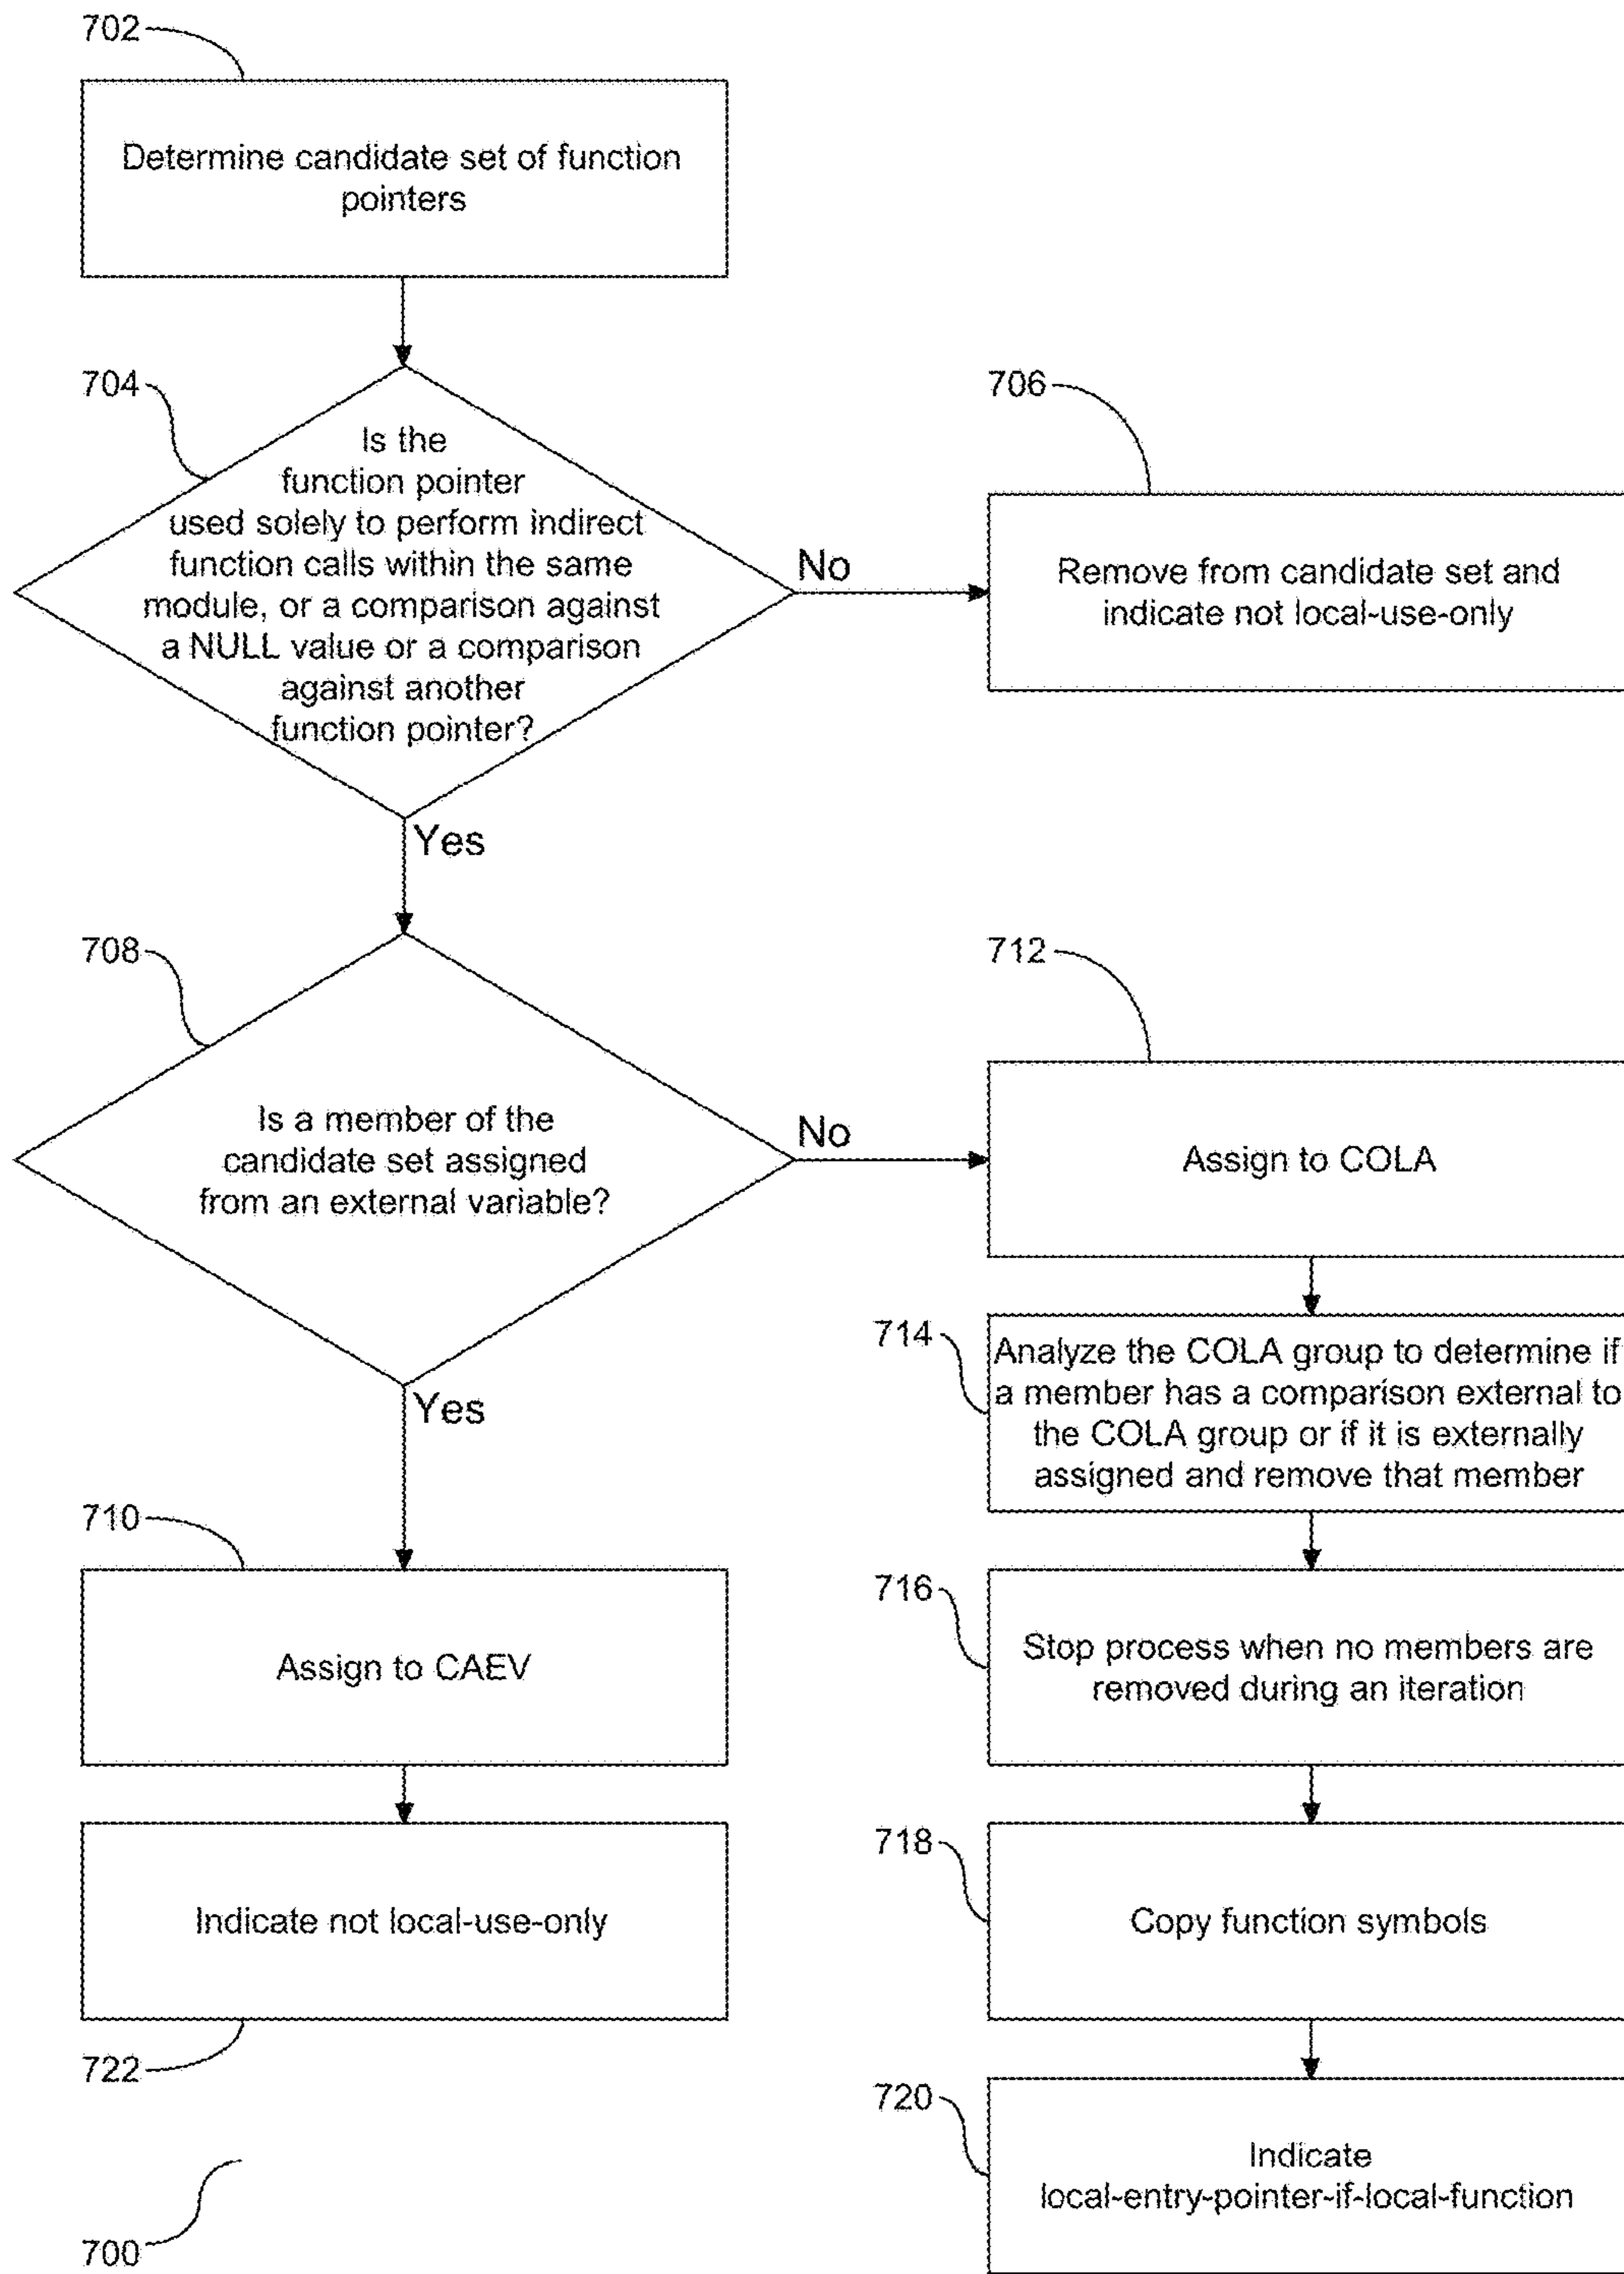 702
Determine candidate set of function
pointers
704
Is the
function pointer
used solely to perform indirect
function calls within the same
module, or a comparison against
a NULL value or a comparison
against another
function pointer?
No
706
Remove from candidate set and
indicate not local-use-only
Yes
708
Is a member of the
candidate set assigned
from an external variable?
No
712
Assign to COLA
714
Analyze the COLA group to determine if
a member has a comparison external to
the COLA group or if it is externally
assigned and remove that member
Yes
710
Assign to CAEV
716
Stop process when no members are
removed during an iteration
718
Copy function symbols
Indicate not local-use-only
722
720
Indicate
local-entry-pointer-if-local-function
700